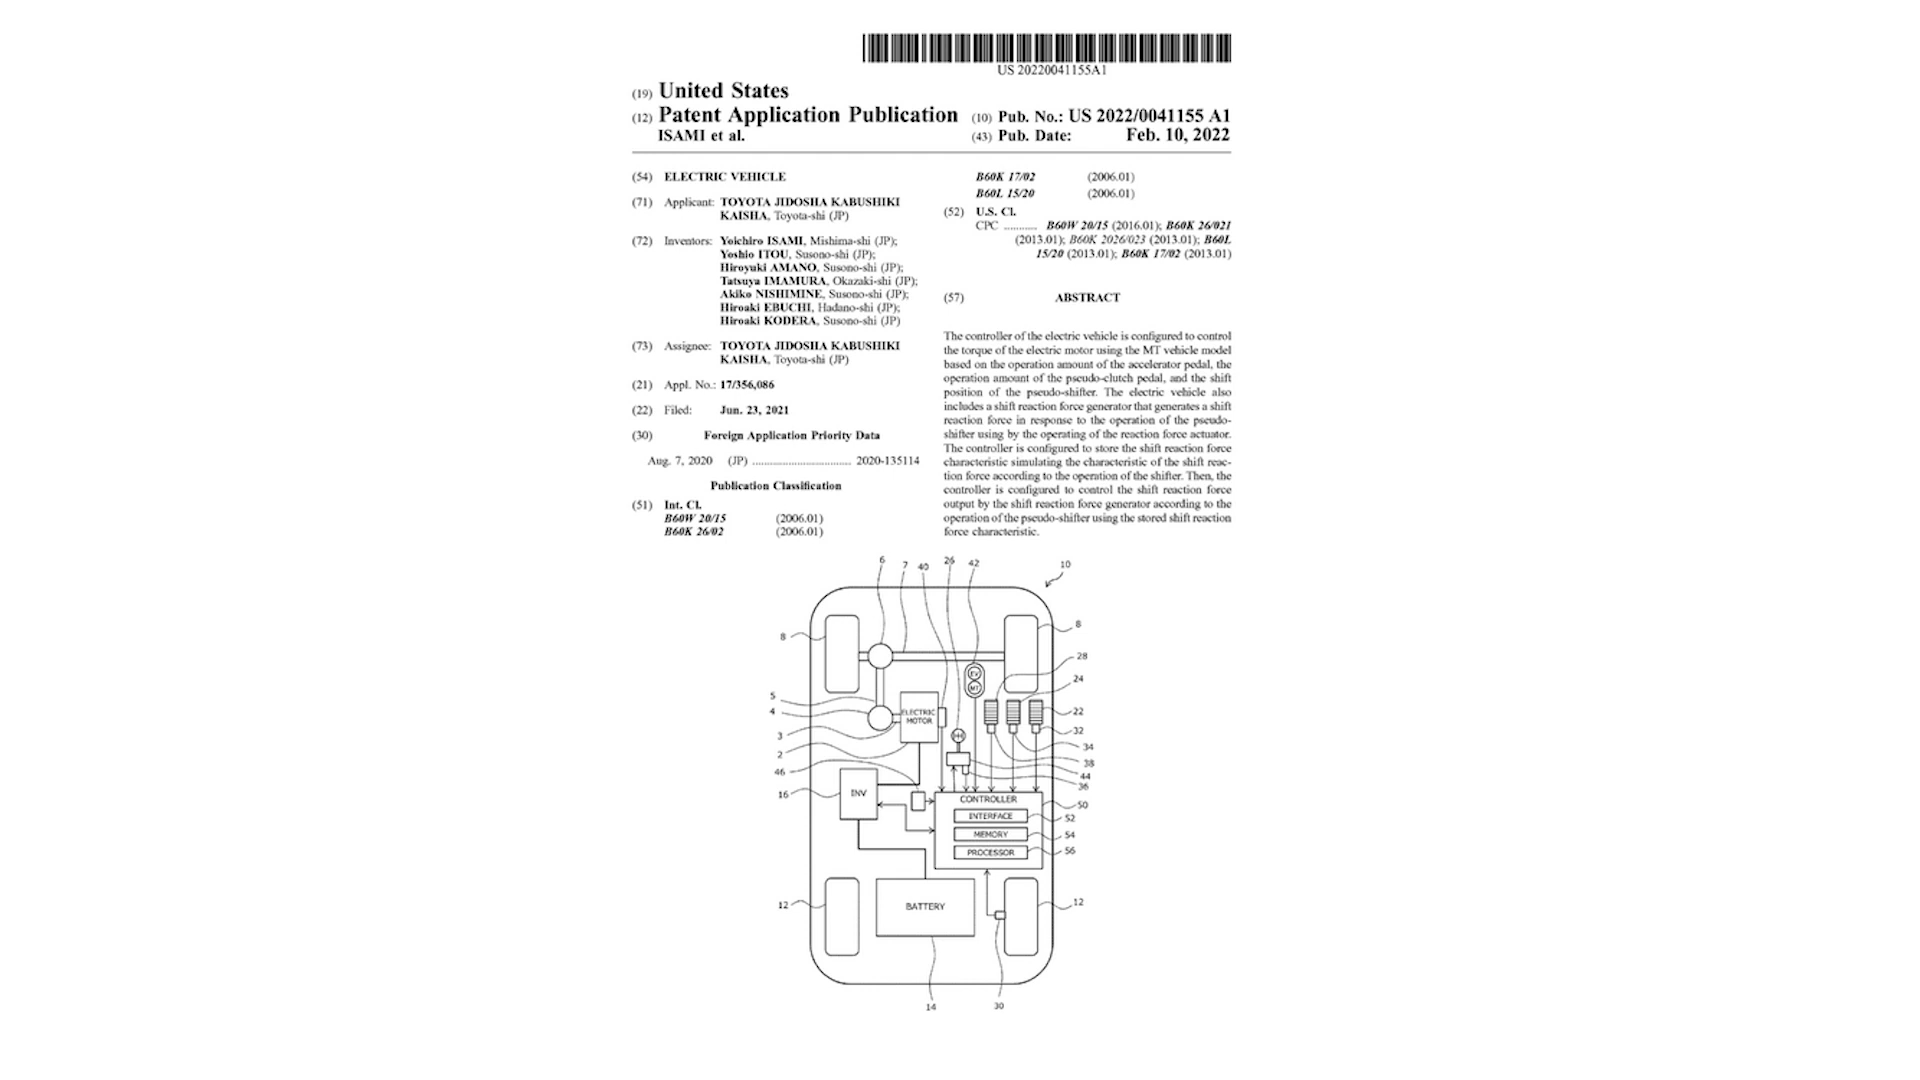 US 20220041155A1
(19) United States
(12) Patent Application Publication
ISAMI et al.
(10) Pub. No.: US 2022/0041155 A1
(43) Pub. Date: Feb. 10, 2022
(54) ELECTRIC VEHICLE
(71) Applicant: TOYOTA JIDOSHA KABUSHIKI
KAISHA, Toyota-shi (JP)
(72) Inventors: Yoichiro ISAMI, Mishima-shi (JP);
Yoshio ITOU, Susono-shi (JP);
Hiroyuki AMANO, Susono-shi (JP);
Tatsuya IMAMURA, Okazaki-shi (JP);
Akiko NISHIMINE, Susono-shi (JP);
Hiroaki EBUCHI, Hadano-shi (JP);
Hiroaki KODERA, Susono-shi (JP)
(73) Assignee: TOYOTA JIDOSHA KABUSHIKI
KAISHA, Toyota-shi (JP)
(21) Appl. No.: 17/356,086
(22) Filed: Jun. 23, 2021
(30) Foreign Application Priority Data
Aug. 7, 2020 (JP) ................................. 2020-135114
Publication Classification
(51) Int. Cl.
B60W 20/15 (2006.01)
B60K 26/02 (2006.01)
B60K 17/02 (2006.01)
B60L 15/20 (2006.01)
(52) U.S. Cl.
CPC ........... B60W 20/15 (2016.01); B60K 26/021
(2013.01); B60K 2026/023 (2013.01); B60L
15/20 (2013.01); B60K 17/02 (2013.01)
(57) ABSTRACT
The controller of the electric vehicle is configured to control
the torque of the electric motor using the MT vehicle model
based on the operation amount of the accelerator pedal, the
operation amount of the pseudo-clutch pedal, and the shift
position of the pseudo-shifter. The electric vehicle also
includes a shift reaction force generator that generates a shift
reaction force in response to the operation of the pseudo-
shifter using by the operating of the reaction force actuator.
The controller is configured to store the shift reaction force
characteristic simulating the characteristic of the shift reac-
tion force according to the operation of the shifter. Then, the
controller is configured to control the shift reaction force
output by the shift reaction force generator according to the
operation of the pseudo-shifter using the stored shift reaction
force characteristic.
6 7 40 26 42 10
8 8
28
24
5
4 22
3 32
2 34
46 38
44
36
16 50
52
54
56
12 12
14 30
EV
MT
ELECTRIC
MOTOR
INV
CONTROLLER
INTERFACE
MEMORY
PROCESSOR
BATTERY